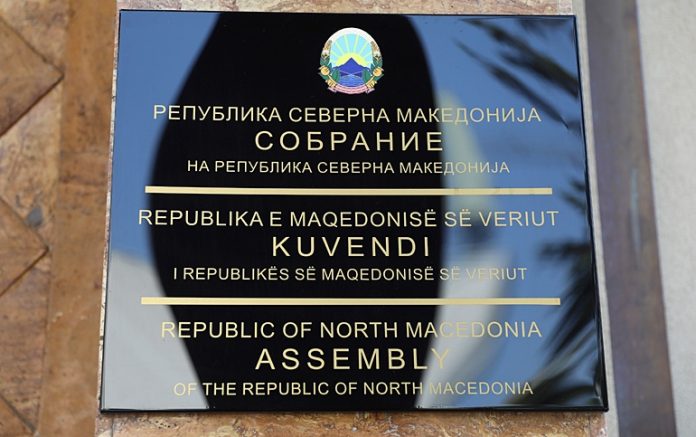 РЕПУБЛИКА СЕВЕРНА МАКЕДОНИЈА
СОБРАНИЕ
НА РЕПУБЛИКА СЕВЕРНА МАКЕДОНИЈА
REPUBLIKA E MAQEDONISË SË VERIUT
KUVENDI
I REPUBLIKËS SË MAQEDONISË SË VERIUT
REPUBLIC OF NORTH MACEDONIA
ASSEMBLY
OF THE REPUBLIC OF NORTH MACEDONIA